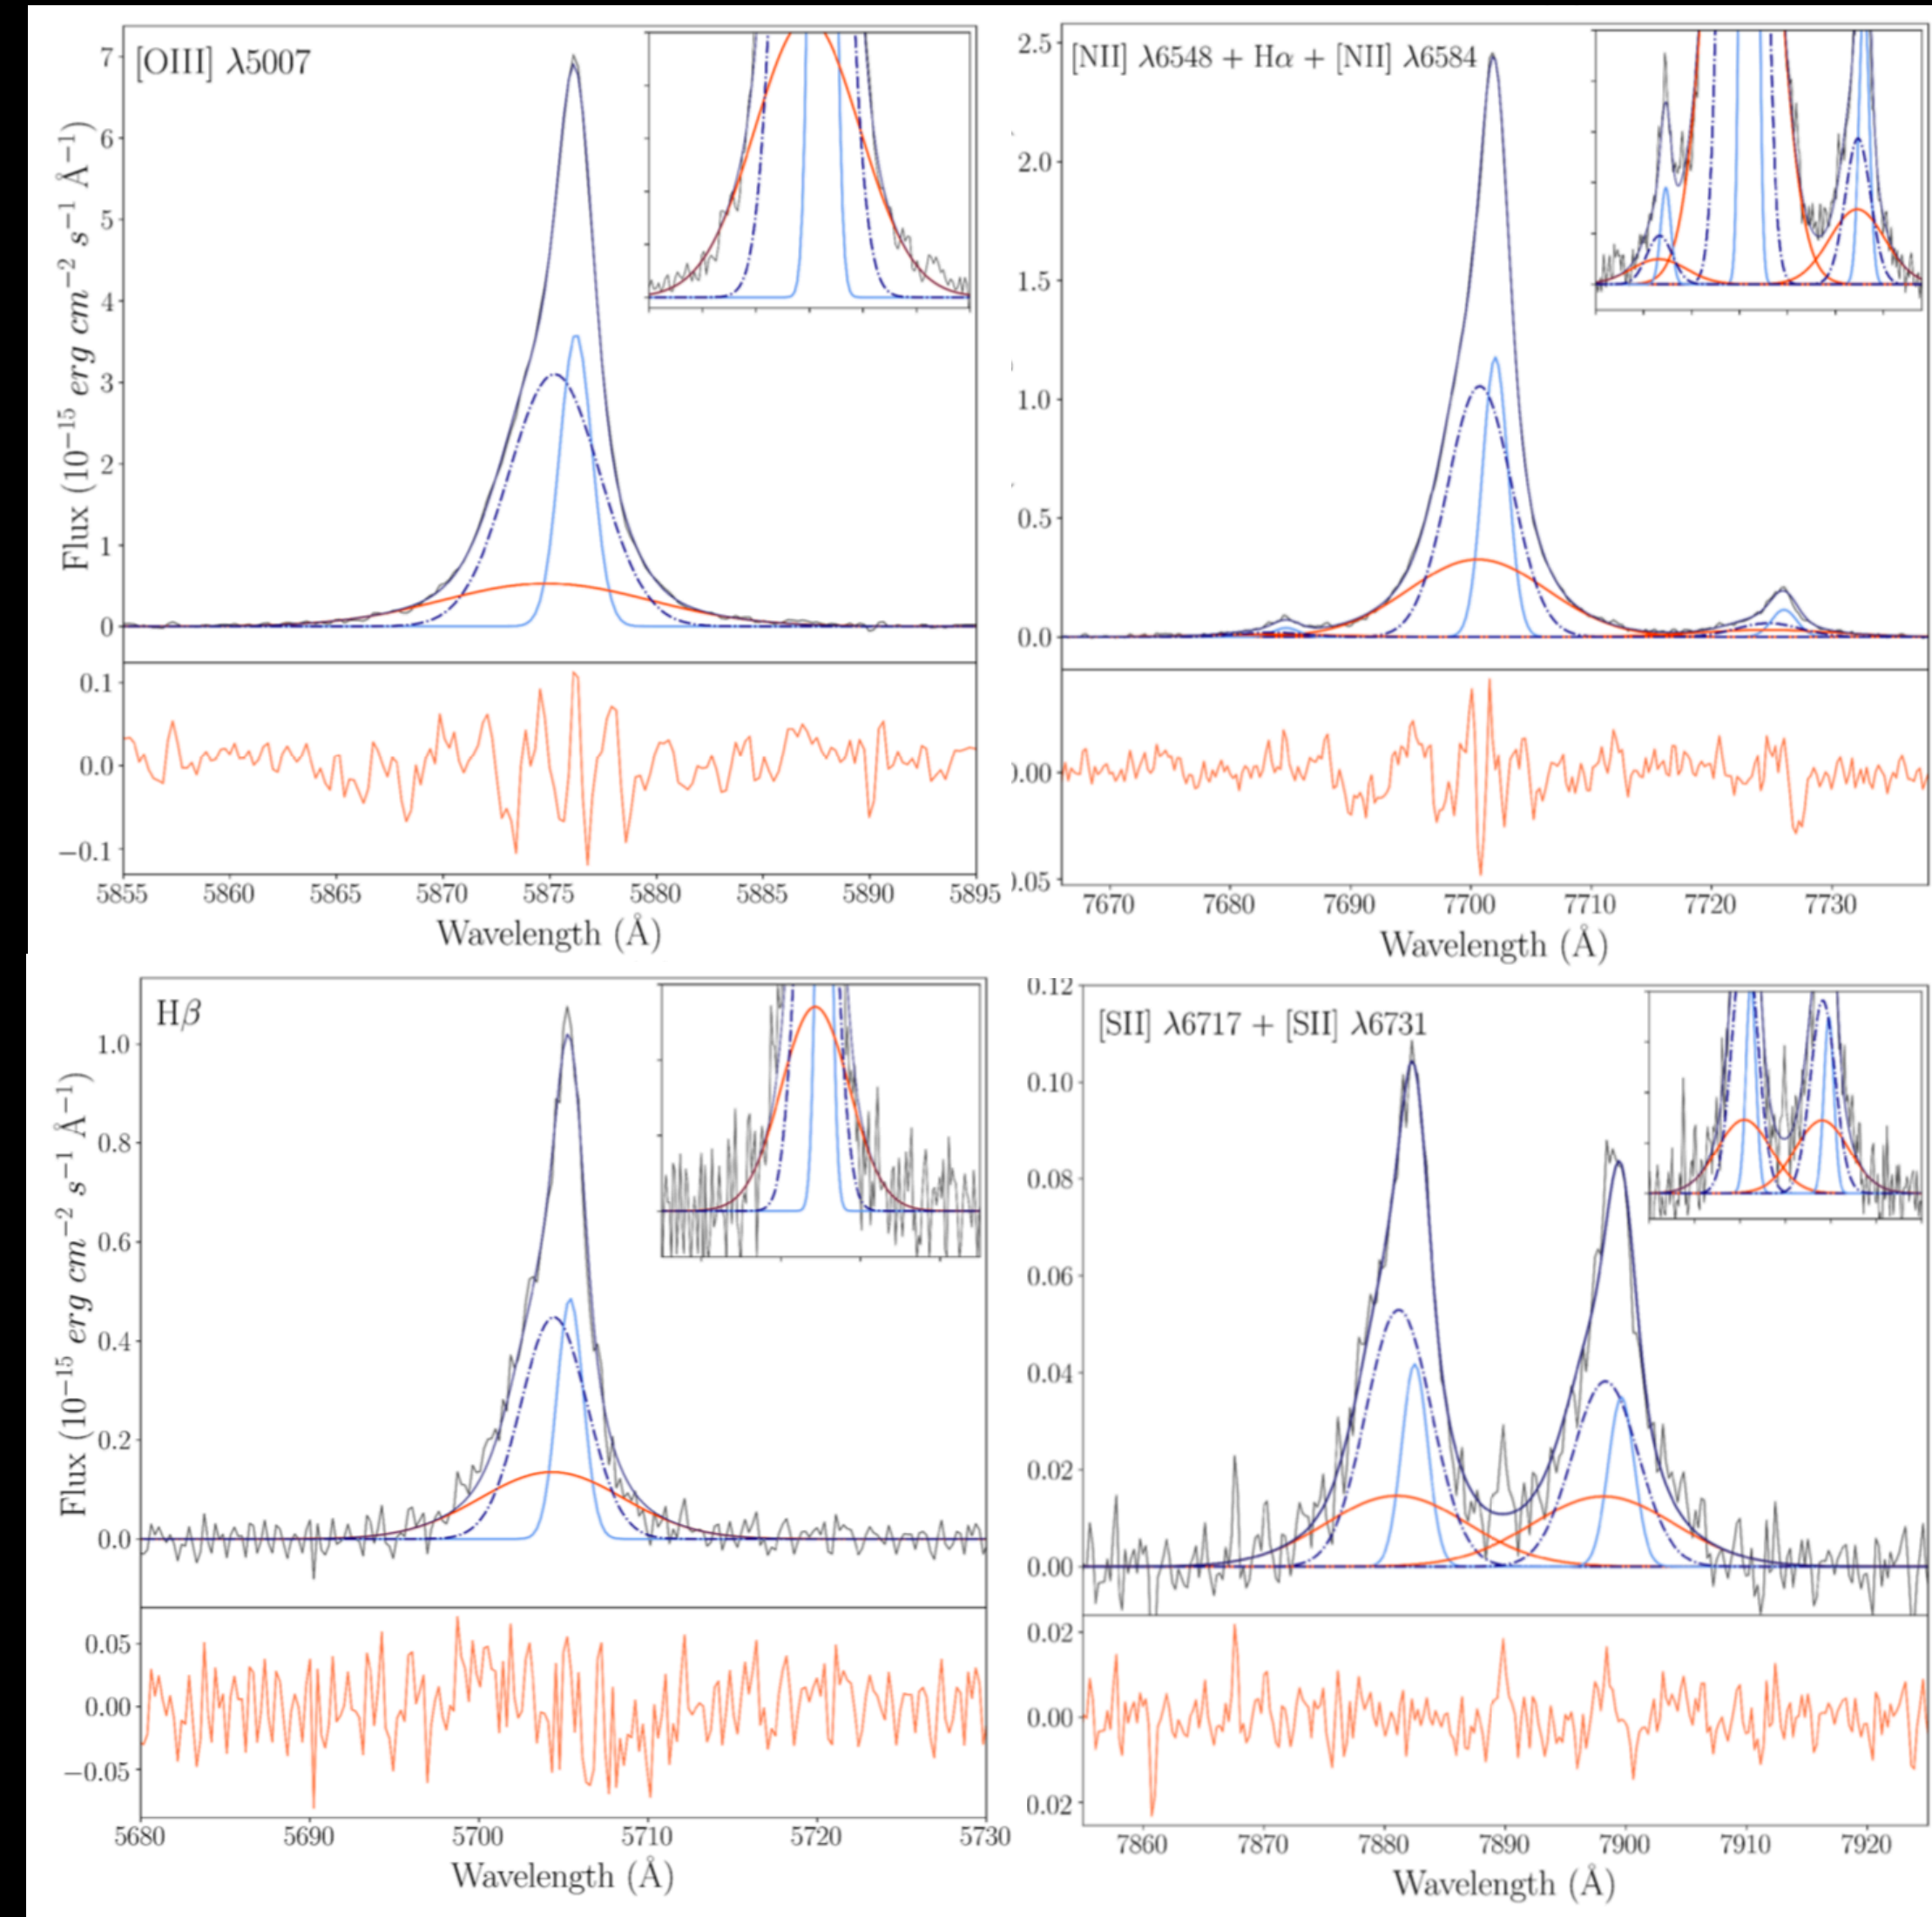 [OIII] λ5007
Flux (10⁻¹⁵ erg cm⁻² s⁻¹ Å⁻¹)
7
6
5
4
3
2
1
0
0.1
0.0
−0.1
5855 5860 5865 5870 5875 5880 5885 5890 5895
Wavelength (Å)
[NII] λ6548 + Hα + [NII] λ6584
2.5
2.0
1.5
1.0
0.5
0.0
0.00
0.05
7670 7680 7690 7700 7710 7720 7730
Wavelength (Å)
Hβ
Flux (10⁻¹⁵ erg cm⁻² s⁻¹ Å⁻¹)
1.0
0.8
0.6
0.4
0.2
0.0
0.05
0.00
−0.05
5680 5690 5700 5710 5720 5730
Wavelength (Å)
[SII] λ6717 + [SII] λ6731
0.12
0.10
0.08
0.06
0.04
0.02
0.00
0.02
0.00
0.02
7860 7870 7880 7890 7900 7910 7920
Wavelength (Å)